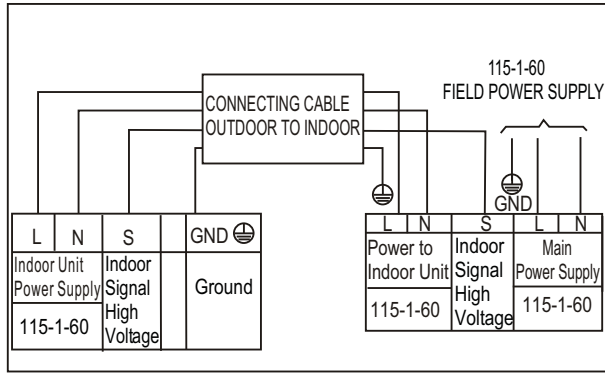 115-1-60
FIELD POWER SUPPLY
CONNECTING CABLE
OUTDOOR TO INDOOR
GND
L N S GND
Indoor Unit
Power Supply
115-1-60
Indoor
Signal
High
Voltage
Ground
L N S L N
Power to
Indoor Unit
115-1-60
Indoor
Signal
High
Voltage
Main
Power Supply
115-1-60